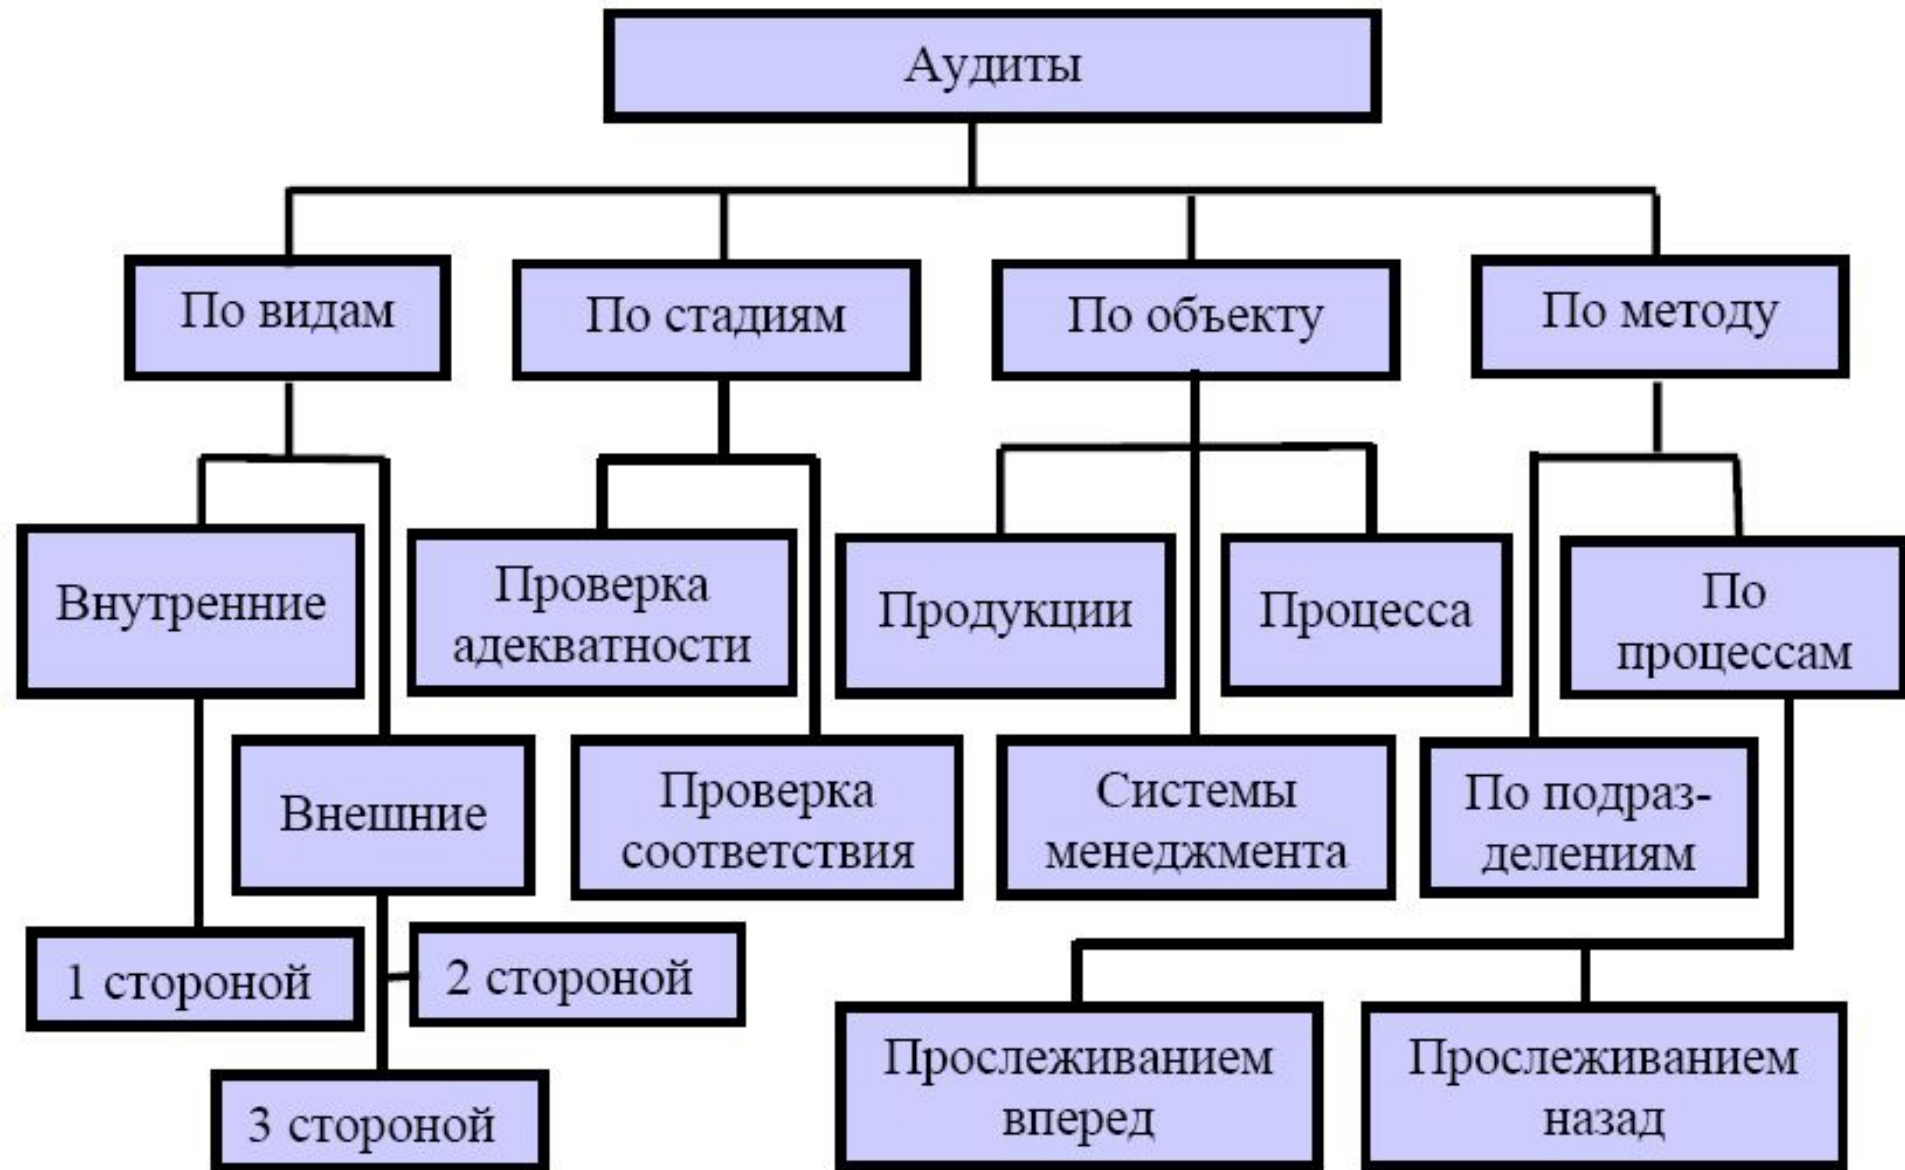 Аудиты
По видам
По стадиям
По объекту
По методу
Внутренние
Проверка
адекватности
Продукции
Процесса
По
процессам
Внешние
Проверка
соответствия
Системы
менеджмента
По подраз-
делениям
1 стороной
2 стороной
3 стороной
Прослеживанием
вперед
Прослеживанием
назад